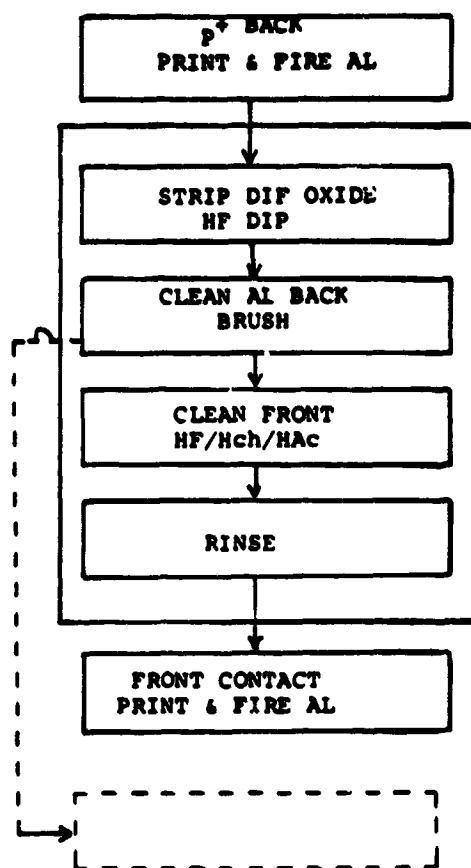 P+ BACK
PRINT & FIRE AL
STRIP DIF OXIDE
HF DIP
CLEAN AL BACK
BRUSH
CLEAN FRONT
HF/Hch/HAc
RINSE
FRONT CONTACT
PRINT & FIRE AL